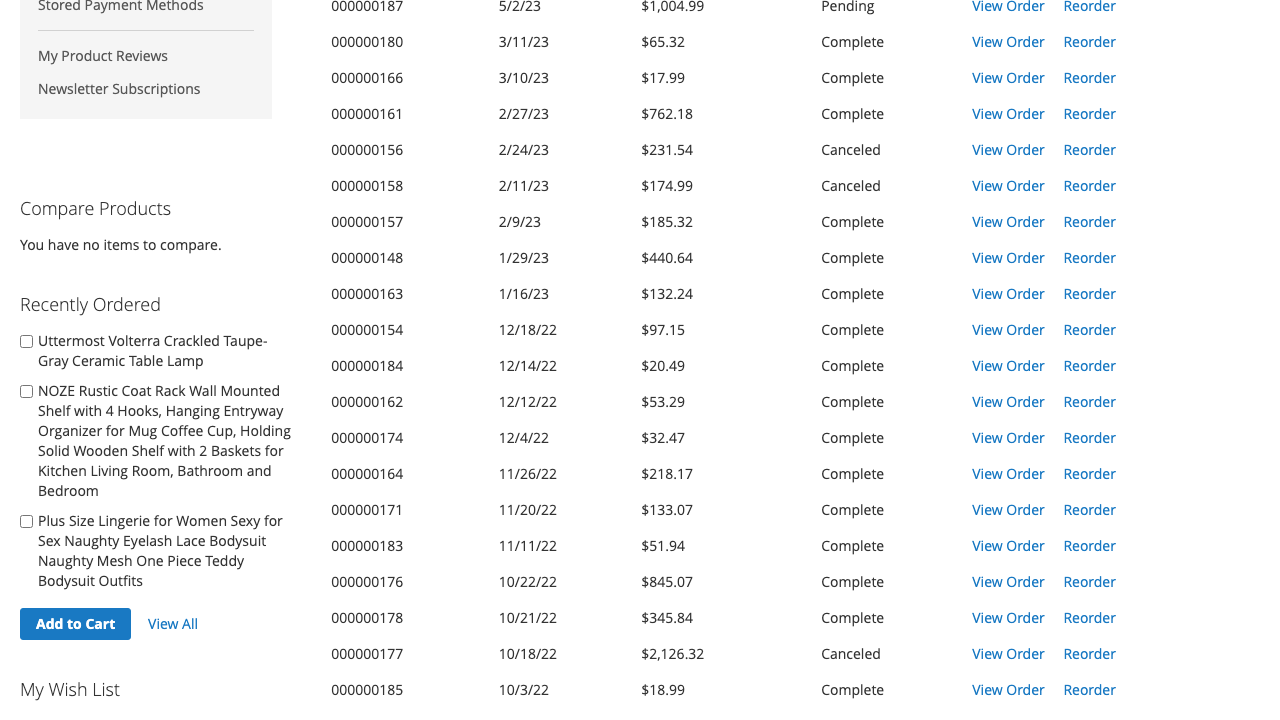 Stored Payment Methods
My Product Reviews
Newsletter Subscriptions
Compare Products
You have no items to compare.
Recently Ordered
Uttermost Volterra Crackled Taupe-
Gray Ceramic Table Lamp
NOZE Rustic Coat Rack Wall Mounted
Shelf with 4 Hooks, Hanging Entryway
Organizer for Mug Coffee Cup, Holding
Solid Wooden Shelf with 2 Baskets for
Kitchen Living Room, Bathroom and
Bedroom
Plus Size Lingerie for Women Sexy for
Sex Naughty Eyelash Lace Bodysuit
Naughty Mesh One Piece Teddy
Bodysuit Outfits
Add to Cart View All
My Wish List
000000187 5/2/23 $1,004.99 Pending View Order Reorder
000000180 3/11/23 $65.32 Complete View Order Reorder
000000166 3/10/23 $17.99 Complete View Order Reorder
000000161 2/27/23 $762.18 Complete View Order Reorder
000000156 2/24/23 $231.54 Canceled View Order Reorder
000000158 2/11/23 $174.99 Canceled View Order Reorder
000000157 2/9/23 $185.32 Complete View Order Reorder
000000148 1/29/23 $440.64 Complete View Order Reorder
000000163 1/16/23 $132.24 Complete View Order Reorder
000000154 12/18/22 $97.15 Complete View Order Reorder
000000184 12/14/22 $20.49 Complete View Order Reorder
000000162 12/12/22 $53.29 Complete View Order Reorder
000000174 12/4/22 $32.47 Complete View Order Reorder
000000164 11/26/22 $218.17 Complete View Order Reorder
000000171 11/20/22 $133.07 Complete View Order Reorder
000000183 11/11/22 $51.94 Complete View Order Reorder
000000176 10/22/22 $845.07 Complete View Order Reorder
000000178 10/21/22 $345.84 Complete View Order Reorder
000000177 10/18/22 $2,126.32 Canceled View Order Reorder
000000185 10/3/22 $18.99 Complete View Order Reorder